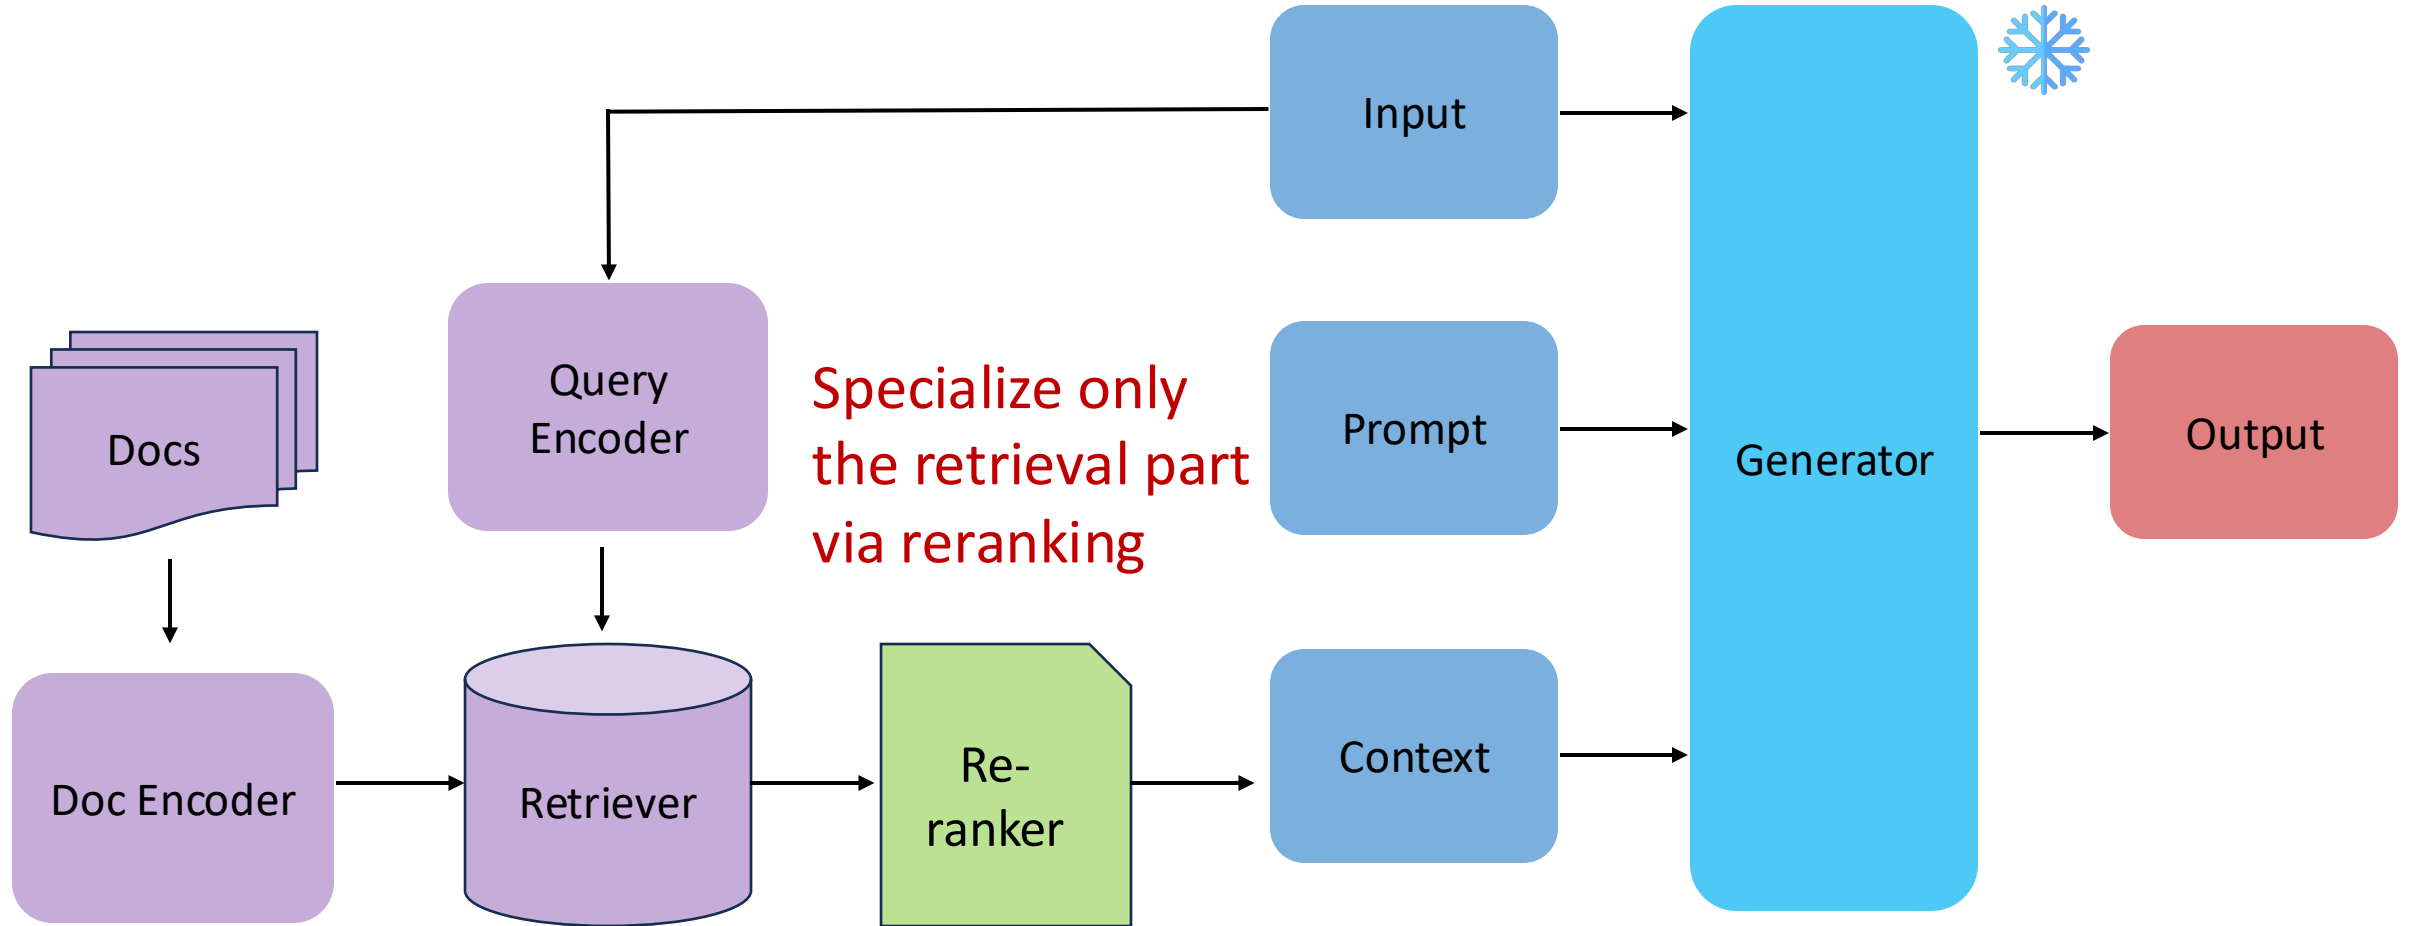 Input
Query
Encoder
Docs
Specialize only
the retrieval part
via reranking
Prompt
Generator
Output
Doc Encoder
Retriever
Re-
ranker
Context